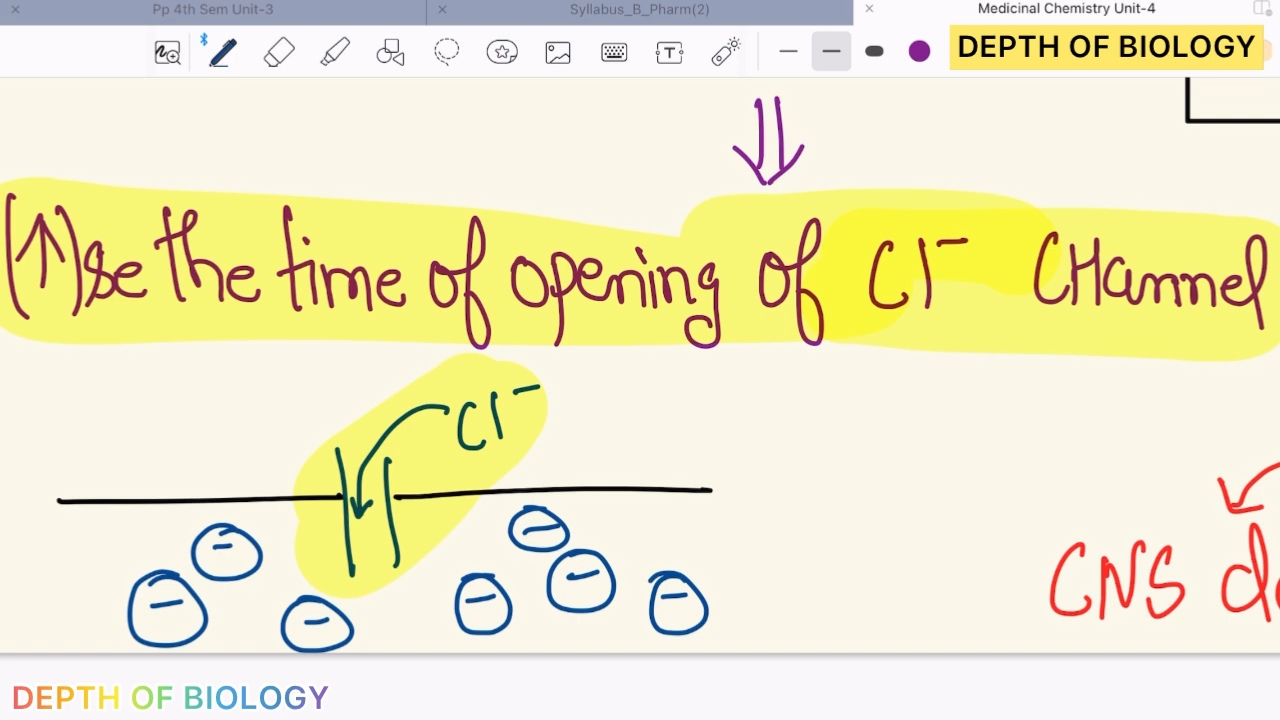 Pp 4th Sem Unit-3
Syllabus_B_Pharm(2)
Medicinal Chemistry Unit-4
DEPTH OF BIOLOGY
(↑)se the time of opening of Cl⁻ CHannel
Cl⁻
CNS
DEPTH OF BIOLOGY